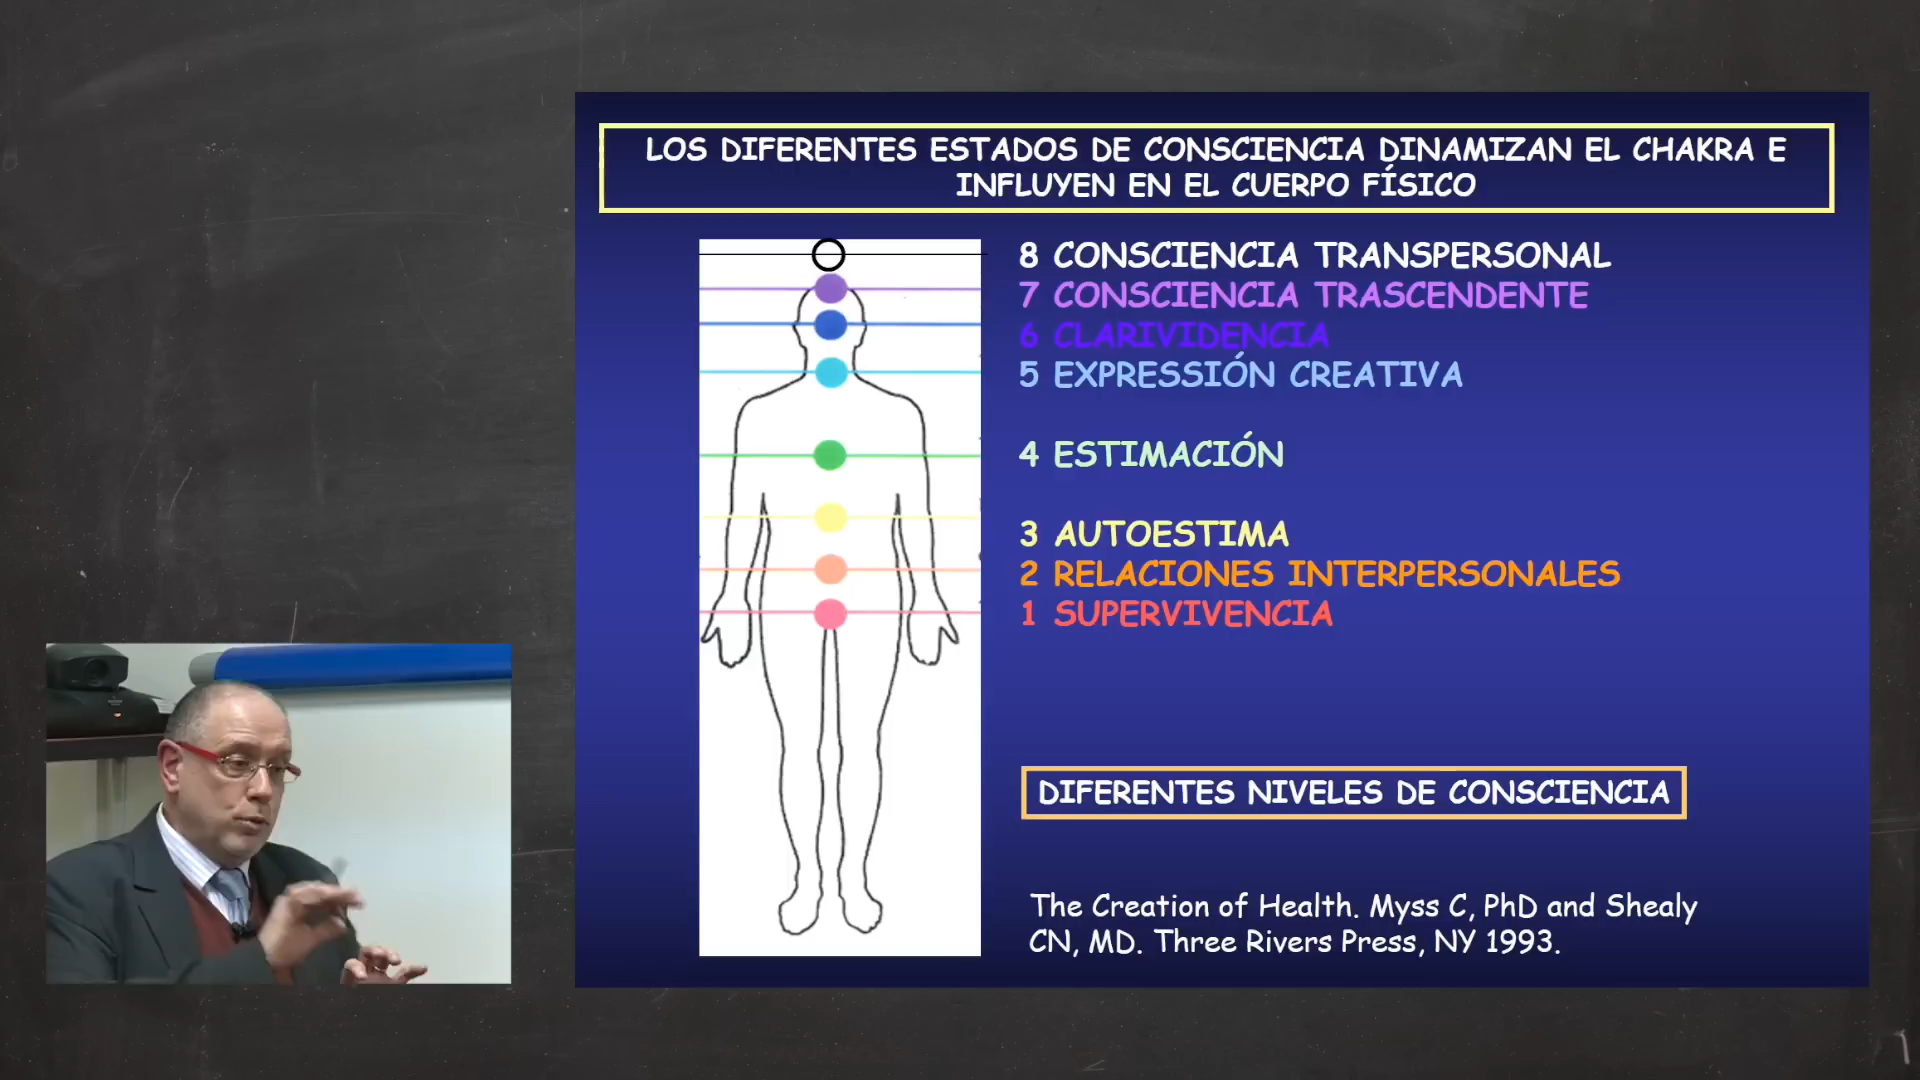 LOS DIFERENTES ESTADOS DE CONSCIENCIA DINAMIZAN EL CHAKRA E
INFLUYEN EN EL CUERPO FÍSICO
8 CONSCIENCIA TRANSPERSONAL
7 CONSCIENCIA TRASCENDENTE
6 CLARIVIDENCIA
5 EXPRESSIÓN CREATIVA
4 ESTIMACIÓN
3 AUTOESTIMA
2 RELACIONES INTERPERSONALES
1 SUPERVIVENCIA
DIFERENTES NIVELES DE CONSCIENCIA
The Creation of Health. Myss C, PhD and Shealy
CN, MD. Three Rivers Press, NY 1993.